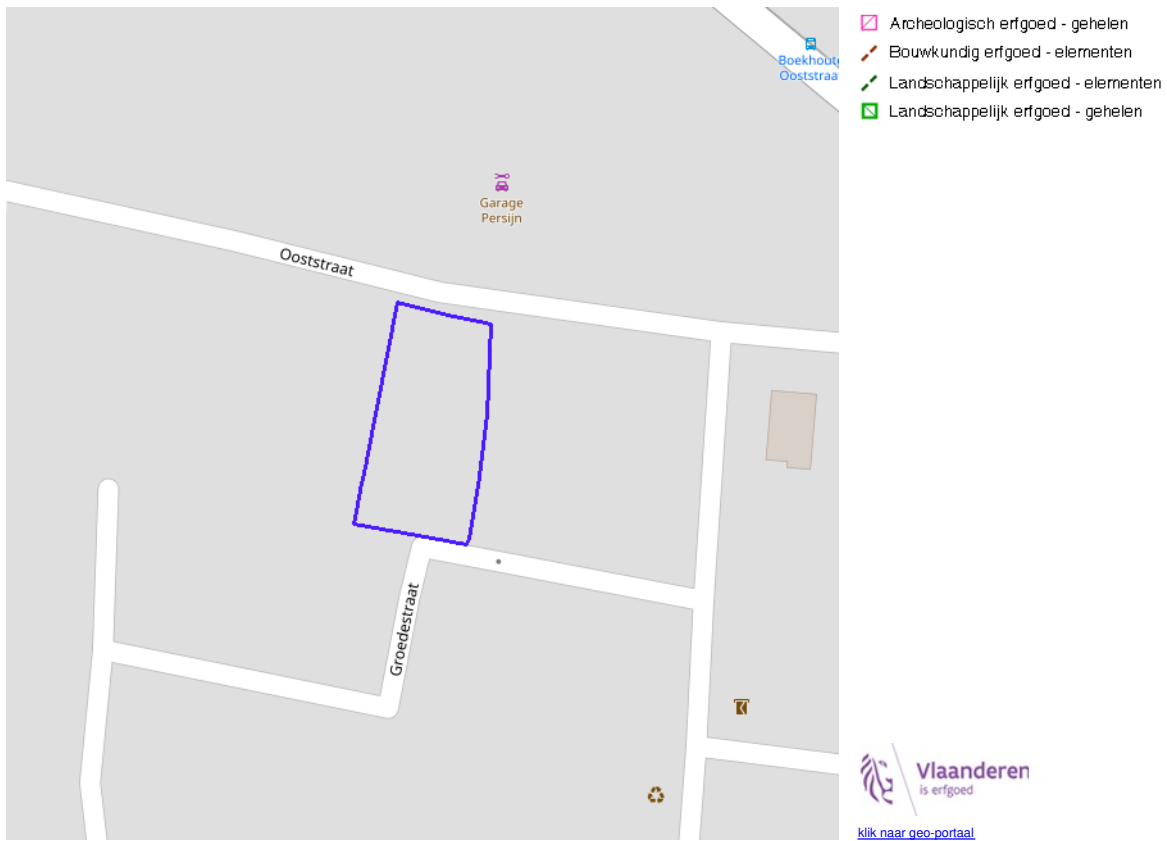 Boekhoute
Ooststraa
Garage
Persijn
Ooststraat
Groedestraat
Archeologisch erfgoed - gehelen
Bouwkundig erfgoed - elementen
Landschappelijk erfgoed - elementen
Landschappelijk erfgoed - gehelen
Vlaanderen
is erfgoed
klik naar geo-portaal